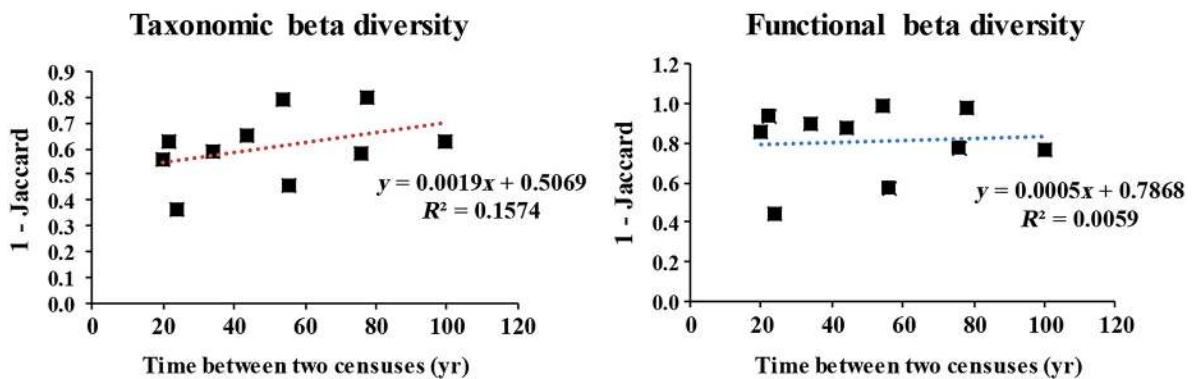 Taxonomic beta diversity
1 - Jaccard
0.9
0.8
0.7
0.6
0.5
0.4
0.3
0.2
0.1
0.0
y = 0.0019x + 0.5069
R² = 0.1574
0 20 40 60 80 100 120
Time between two censuses (yr)
Functional beta diversity
1 - Jaccard
1.2
1.0
0.8
0.6
0.4
0.2
0.0
y = 0.0005x + 0.7868
R² = 0.0059
0 20 40 60 80 100 120
Time between two censuses (yr)